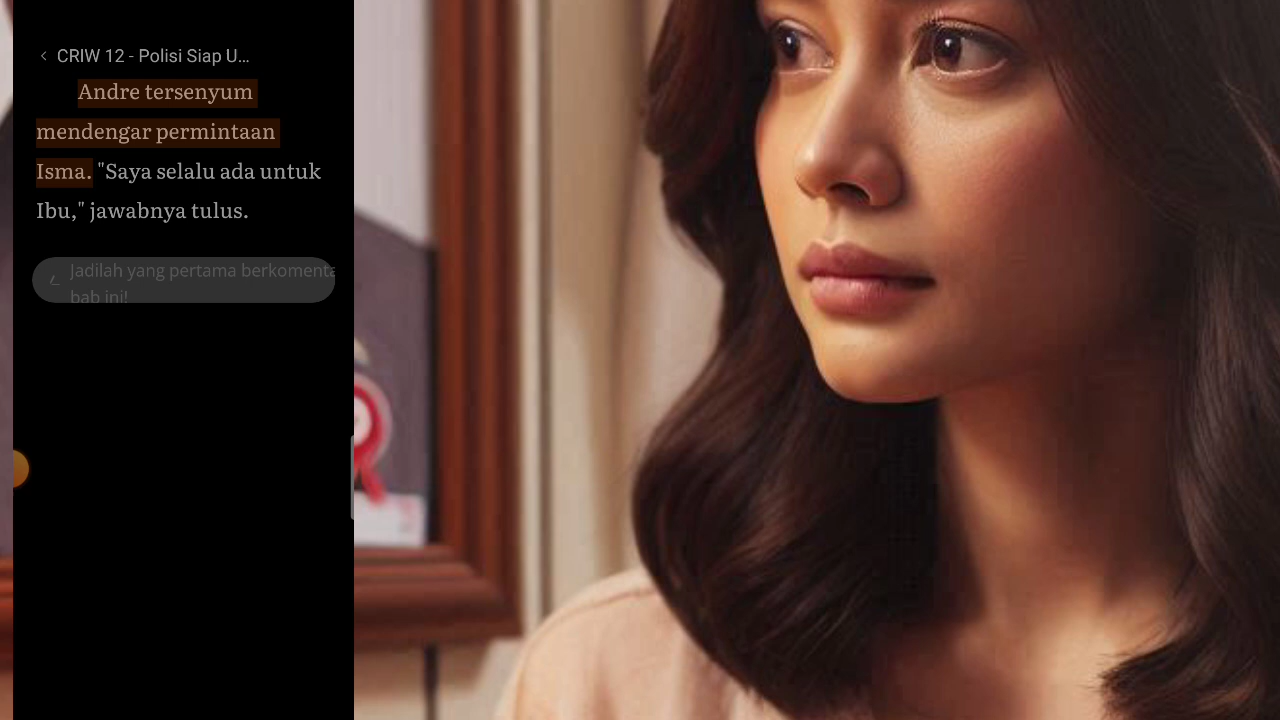 CRIW 12 - Polisi Siap U...
Andre tersenyum
mendengar permintaan
Isma. "Saya selalu ada untuk
Ibu," jawabnya tulus.
Jadilah yang pertama berkomenta
bab ini!